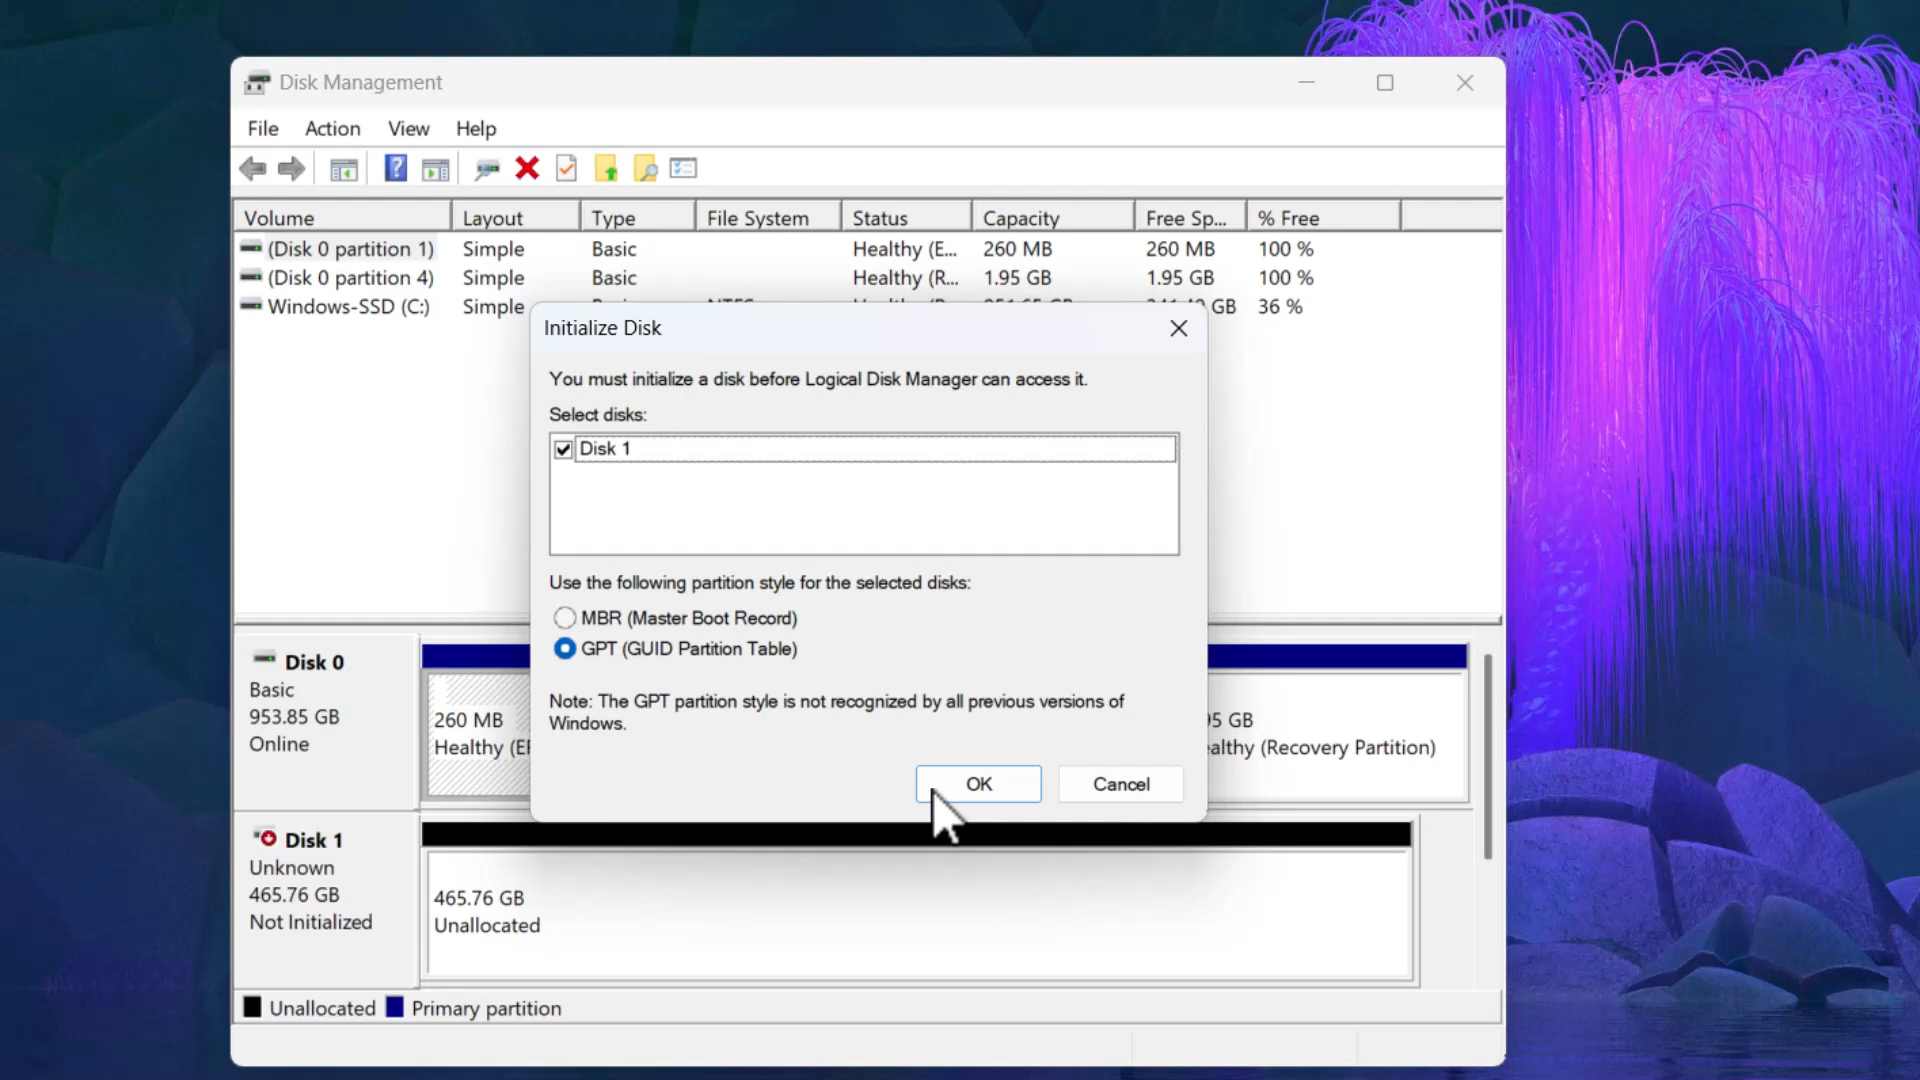 Disk Management
File Action View Help
Volume Layout Type File System Status Capacity Free Sp... % Free
(Disk 0 partition 1) Simple Basic Healthy (E... 260 MB 260 MB 100 %
(Disk 0 partition 4) Simple Basic Healthy (R... 1.95 GB 1.95 GB 100 %
Windows-SSD (C:) Simple GB 36 %
Initialize Disk
You must initialize a disk before Logical Disk Manager can access it.
Select disks:
Disk 1
Use the following partition style for the selected disks:
MBR (Master Boot Record)
GPT (GUID Partition Table)
Note: The GPT partition style is not recognized by all previous versions of
Windows.
OK Cancel
Disk 0
Basic
953.85 GB
Online
260 MB
Healthy (EF
95 GB
ealthy (Recovery Partition)
Disk 1
Unknown
465.76 GB
Not Initialized
465.76 GB
Unallocated
Unallocated Primary partition